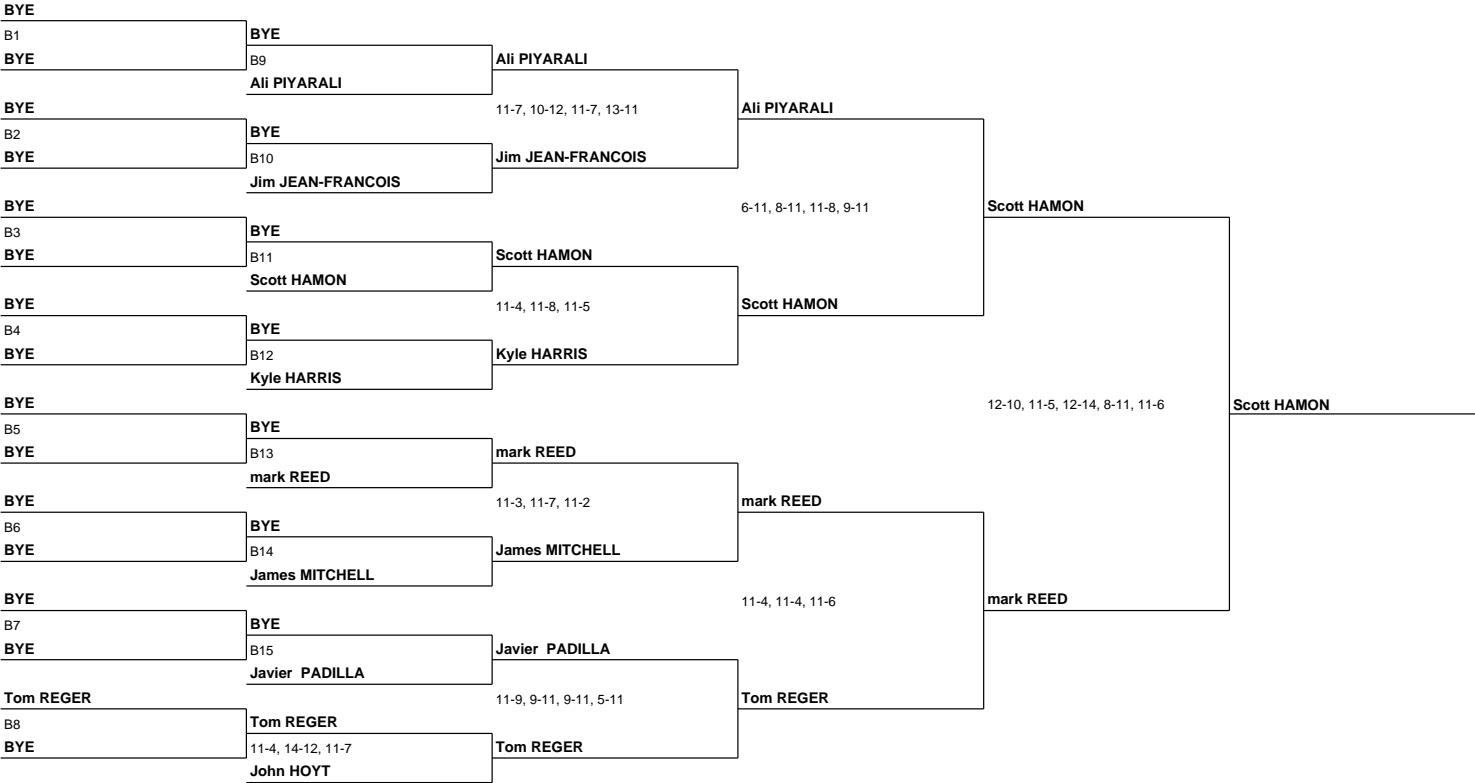 BYE
B1
BYE
BYE
B9
Ali PIYARALI
Ali PIYARALI
BYE
B2
BYE
BYE
B10
Jim JEAN-FRANCOIS
11-7, 10-12, 11-7, 13-11
Jim JEAN-FRANCOIS
Ali PIYARALI
BYE
B3
BYE
BYE
B11
Scott HAMON
Scott HAMON
6-11, 8-11, 11-8, 9-11
Scott HAMON
BYE
B4
BYE
BYE
B12
Kyle HARRIS
11-4, 11-8, 11-5
Kyle HARRIS
Scott HAMON
BYE
B5
BYE
BYE
B13
mark REED
mark REED
12-10, 11-5, 12-14, 8-11, 11-6
Scott HAMON
BYE
B6
BYE
BYE
B14
James MITCHELL
11-3, 11-7, 11-2
James MITCHELL
mark REED
BYE
B7
BYE
BYE
B15
Javier  PADILLA
Javier  PADILLA
11-4, 11-4, 11-6
mark REED
Tom REGER
B8
BYE
Tom REGER
11-4, 14-12, 11-7
John HOYT
11-9, 9-11, 9-11, 5-11
Tom REGER
Tom REGER